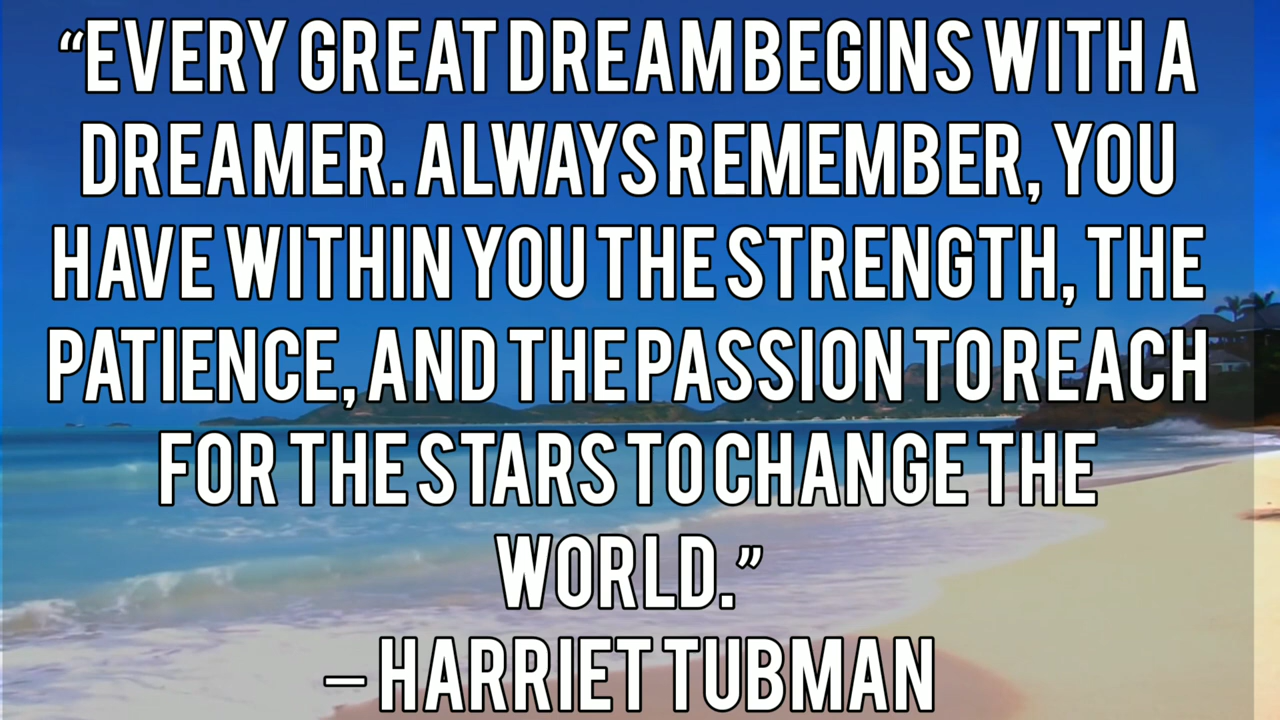 “EVERY GREAT DREAM BEGINS WITH A
DREAMER. ALWAYS REMEMBER, YOU
HAVE WITHIN YOU THE STRENGTH, THE
PATIENCE, AND THE PASSION TO REACH
FOR THE STARS TO CHANGE THE
WORLD.”
– HARRIET TUBMAN